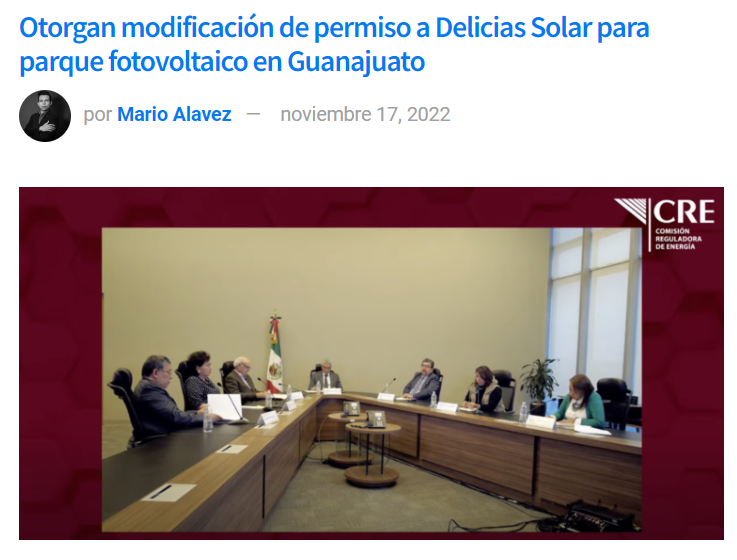 Otorgan modificación de permiso a Delicias Solar para
parque fotovoltaico en Guanajuato
por Mario Alavez — noviembre 17, 2022
CRE
COMISIÓN
REGULADORA
DE ENERGÍA